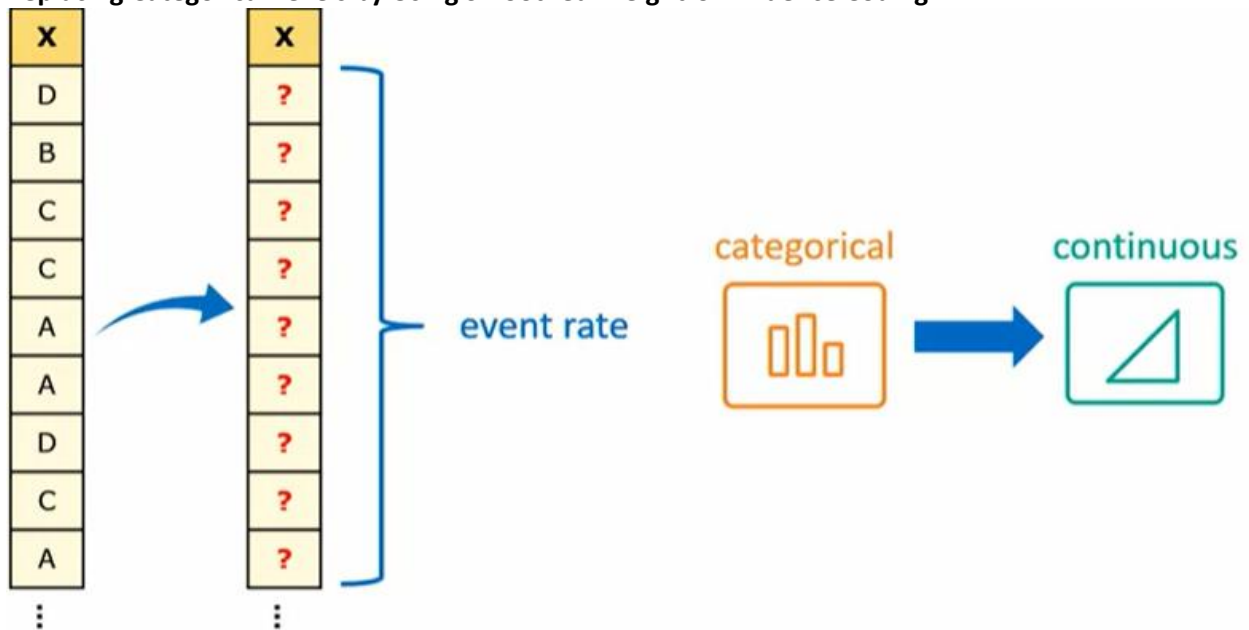 X X
D ?
B ?
C ?
C ?
A ?
A ?
D ?
C ?
A ?
⋮ ⋮
event rate
categorical
continuous